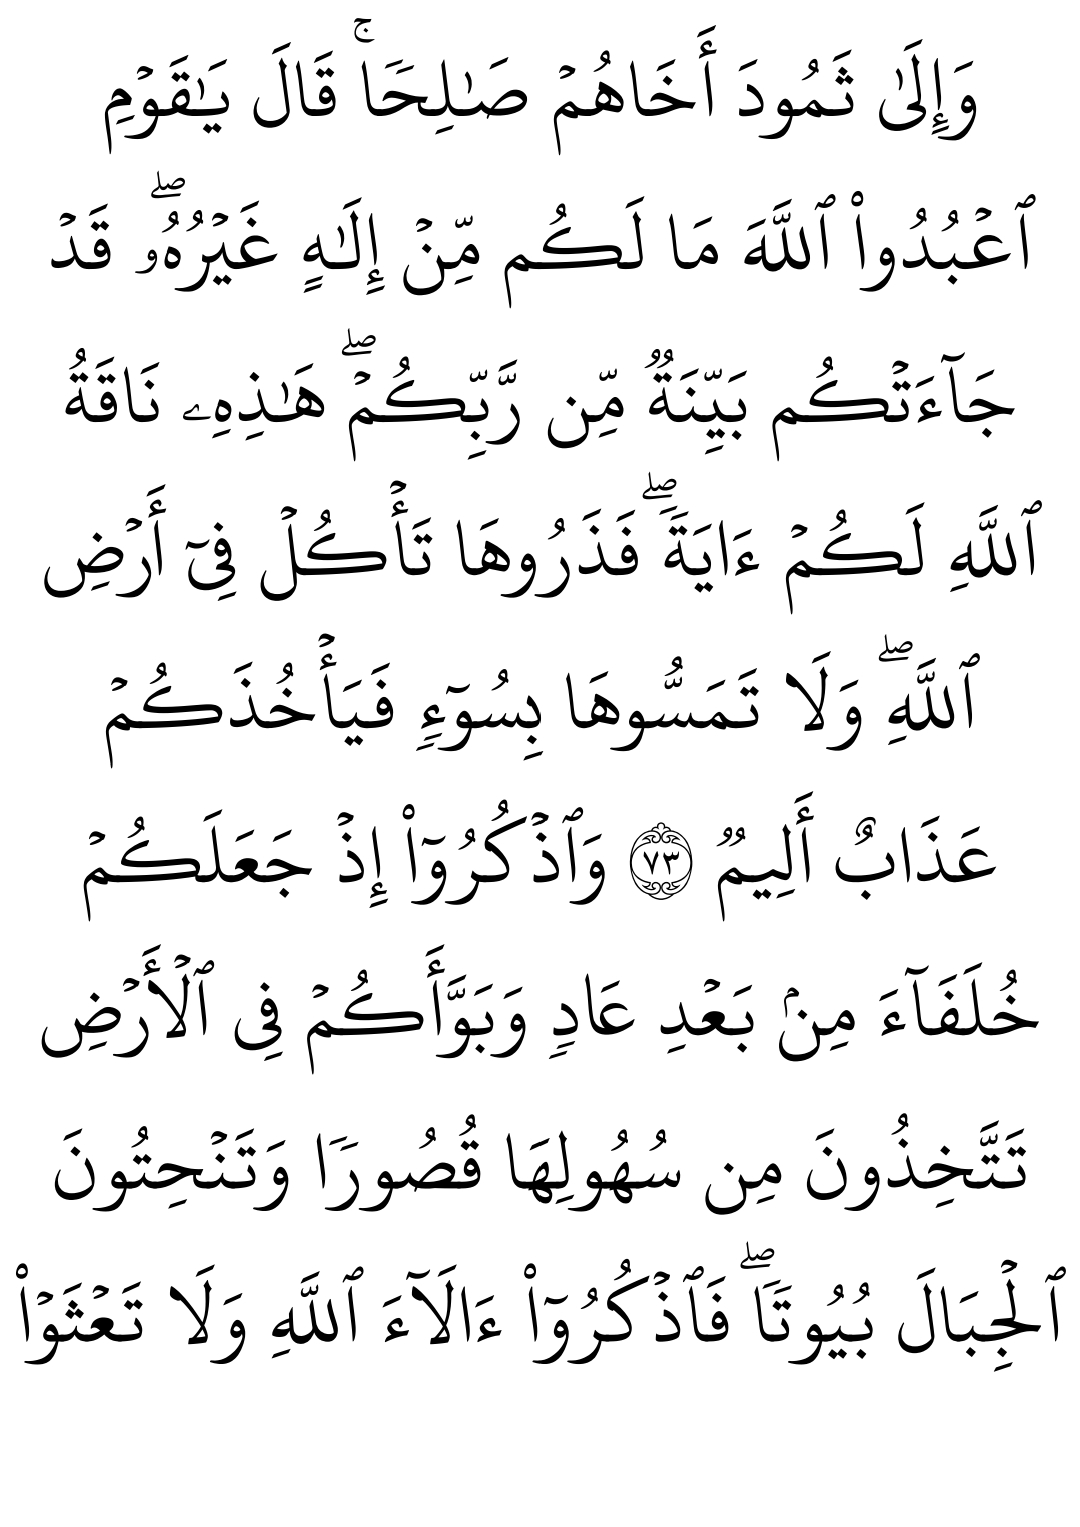 وَإِلَىٰ ثَمُودَ أَخَاهُمۡ صَٰلِحٗاۚ قَالَ يَٰقَوۡمِ
ٱعۡبُدُواْ ٱللَّهَ مَا لَكُم مِّنۡ إِلَٰهٍ غَيۡرُهُۥۖ قَدۡ
جَآءَتۡكُم بَيِّنَةٞ مِّن رَّبِّكُمۡۖ هَٰذِهِۦ نَاقَةُ
ٱللَّهِ لَكُمۡ ءَايَةٗۖ فَذَرُوهَا تَأۡكُلۡ فِيٓ أَرۡضِ
ٱللَّهِۖ وَلَا تَمَسُّوهَا بِسُوٓءٖ فَيَأۡخُذَكُمۡ
عَذَابٌ أَلِيمٞ ٧٣ وَٱذۡكُرُوٓاْ إِذۡ جَعَلَكُمۡ
خُلَفَآءَ مِنۢ بَعۡدِ عَادٖ وَبَوَّأَكُمۡ فِي ٱلۡأَرۡضِ
تَتَّخِذُونَ مِن سُهُولِهَا قُصُورٗا وَتَنۡحِتُونَ
ٱلۡجِبَالَ بُيُوتٗاۖ فَٱذۡكُرُوٓاْ ءَالَآءَ ٱللَّهِ وَلَا تَعۡثَوۡاْ